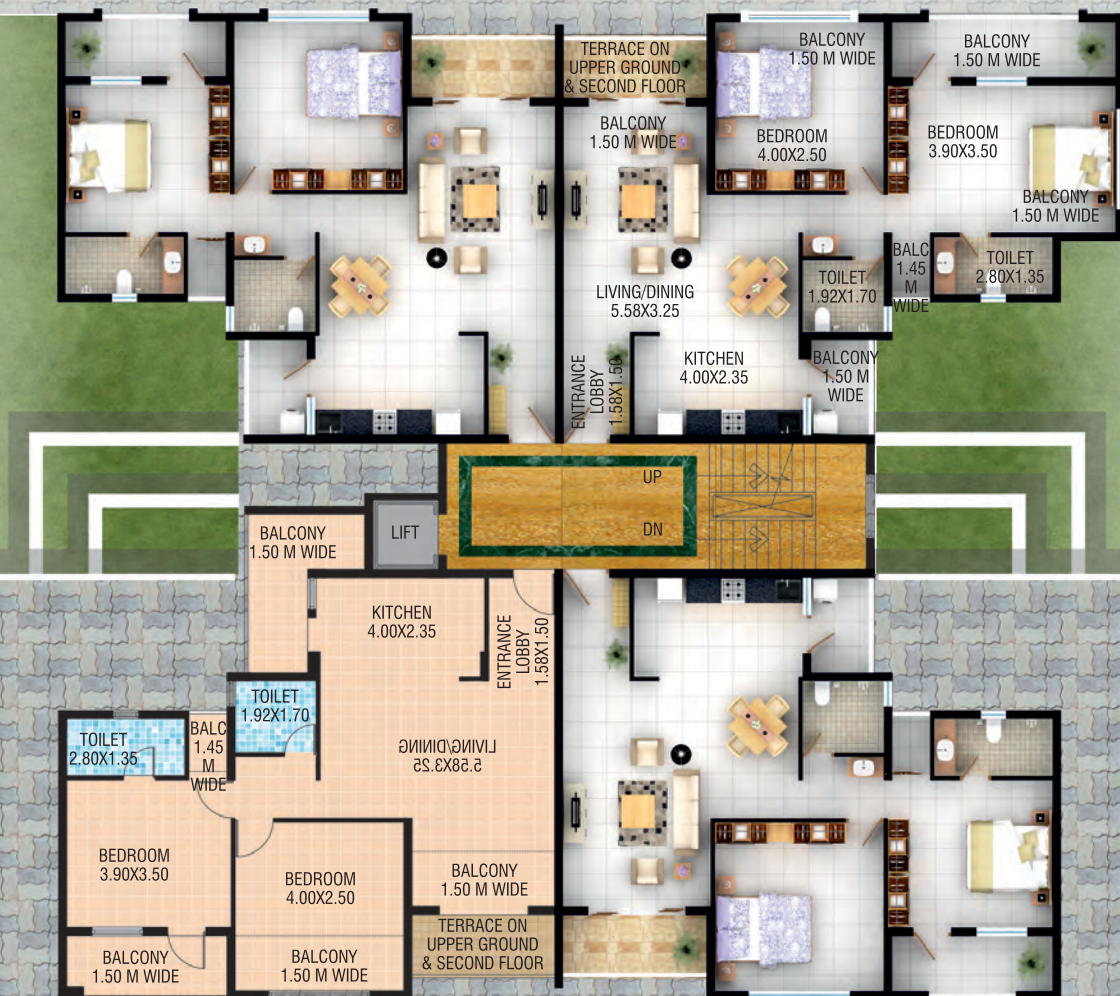 TERRACE ON
UPPER GROUND
& SECOND FLOOR
BALCONY
1.50 M WIDE
BALCONY
1.50 M WIDE
BALCONY
1.50 M WIDE
BEDROOM
4.00X2.50
BEDROOM
3.90X3.50
BALCONY
1.50 M WIDE
BALC
1.45
M
WIDE
TOILET
2.80X1.35
TOILET
1.92X1.70
LIVING/DINING
5.58X3.25
KITCHEN
4.00X2.35
BALCONY
1.50 M
WIDE
ENTRANCE
LOBBY
1.58X1.50
UP
DN
LIFT
BALCONY
1.50 M WIDE
KITCHEN
4.00X2.35
ENTRANCE
LOBBY
1.58X1.50
TOILET
1.92X1.70
TOILET
2.80X1.35
BALC
1.45
M
WIDE
LIVING/DINING
5.58X3.25
BEDROOM
3.90X3.50
BEDROOM
4.00X2.50
BALCONY
1.50 M WIDE
TERRACE ON
UPPER GROUND
& SECOND FLOOR
BALCONY
1.50 M WIDE
BALCONY
1.50 M WIDE